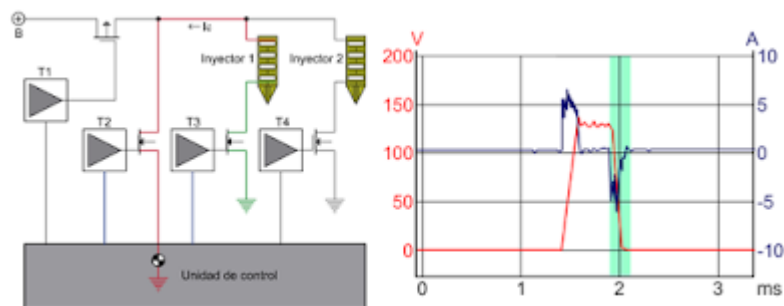 B
T1
T2
T3
T4
Inyector 1
Inyector 2
Unidad de control
V
A
200
150
100
50
0
10
5
0
-5
-10
0
1
2
3
ms